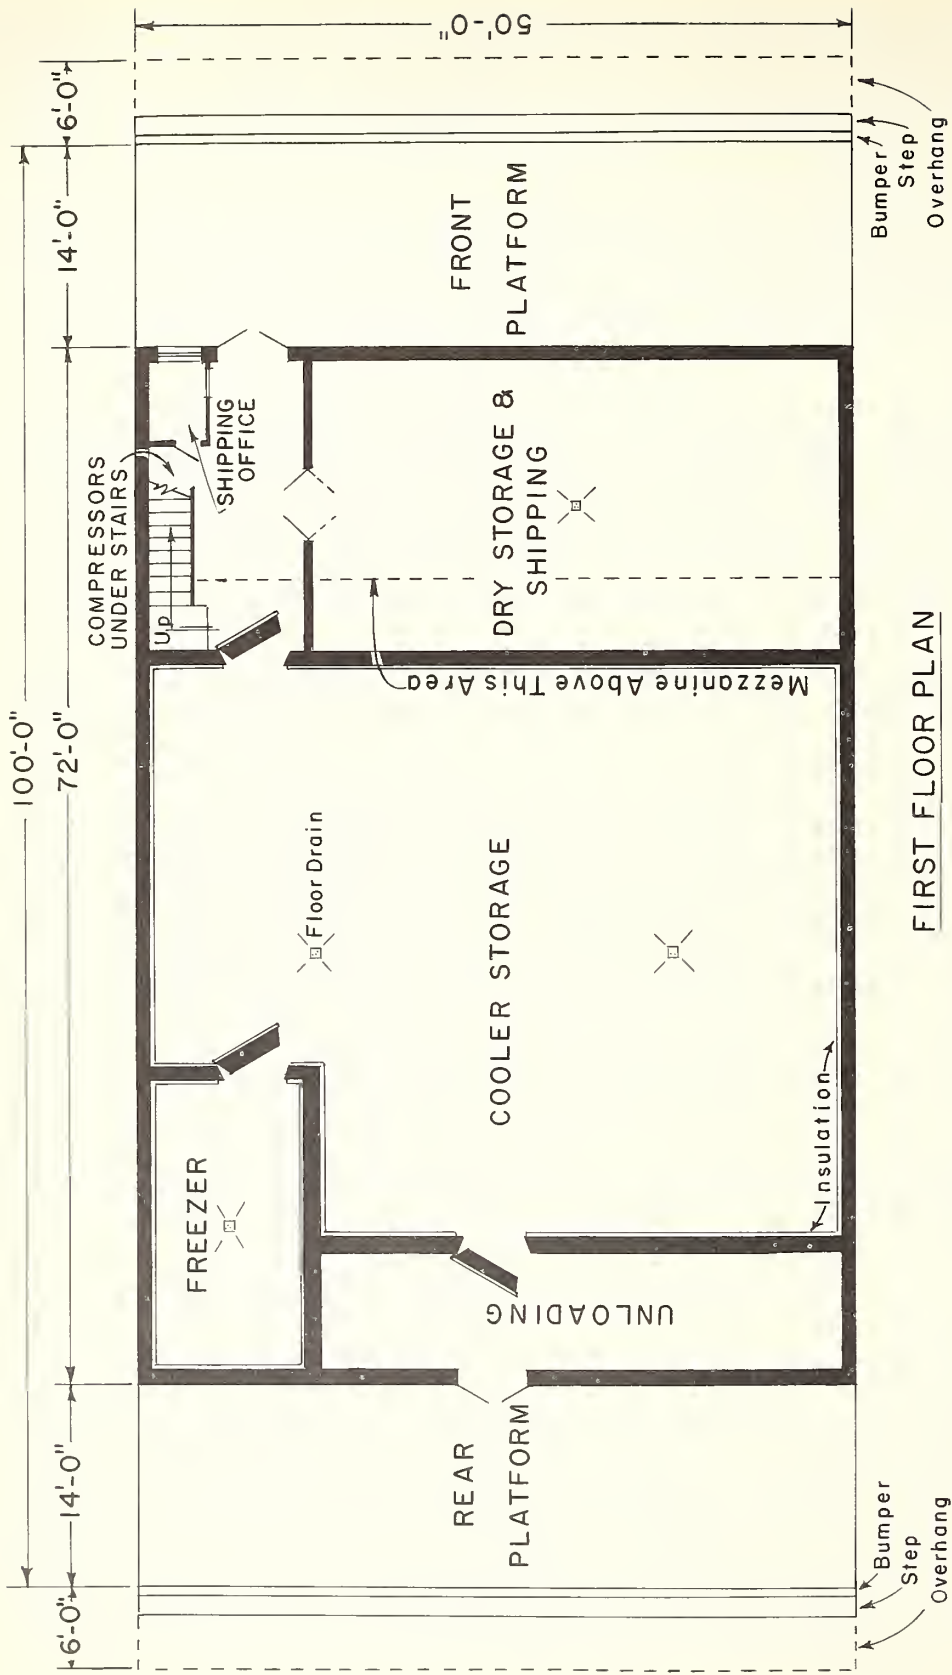 100'-0"
6'-0"
14'-0"
72'-0"
14'-0"
6'-0"
50'-0"
REAR
PLATFORM
FREEZER
UNLOADING
Floor Drain
COOLER STORAGE
Insulation
Mezzanine Above This Area
COMPRESSORS
UNDER STAIRS
Up
SHIPPING
OFFICE
DRY STORAGE &
SHIPPING
FRONT
PLATFORM
Bumper
Step
Overhang
Bumper
Step
Overhang
FIRST FLOOR PLAN